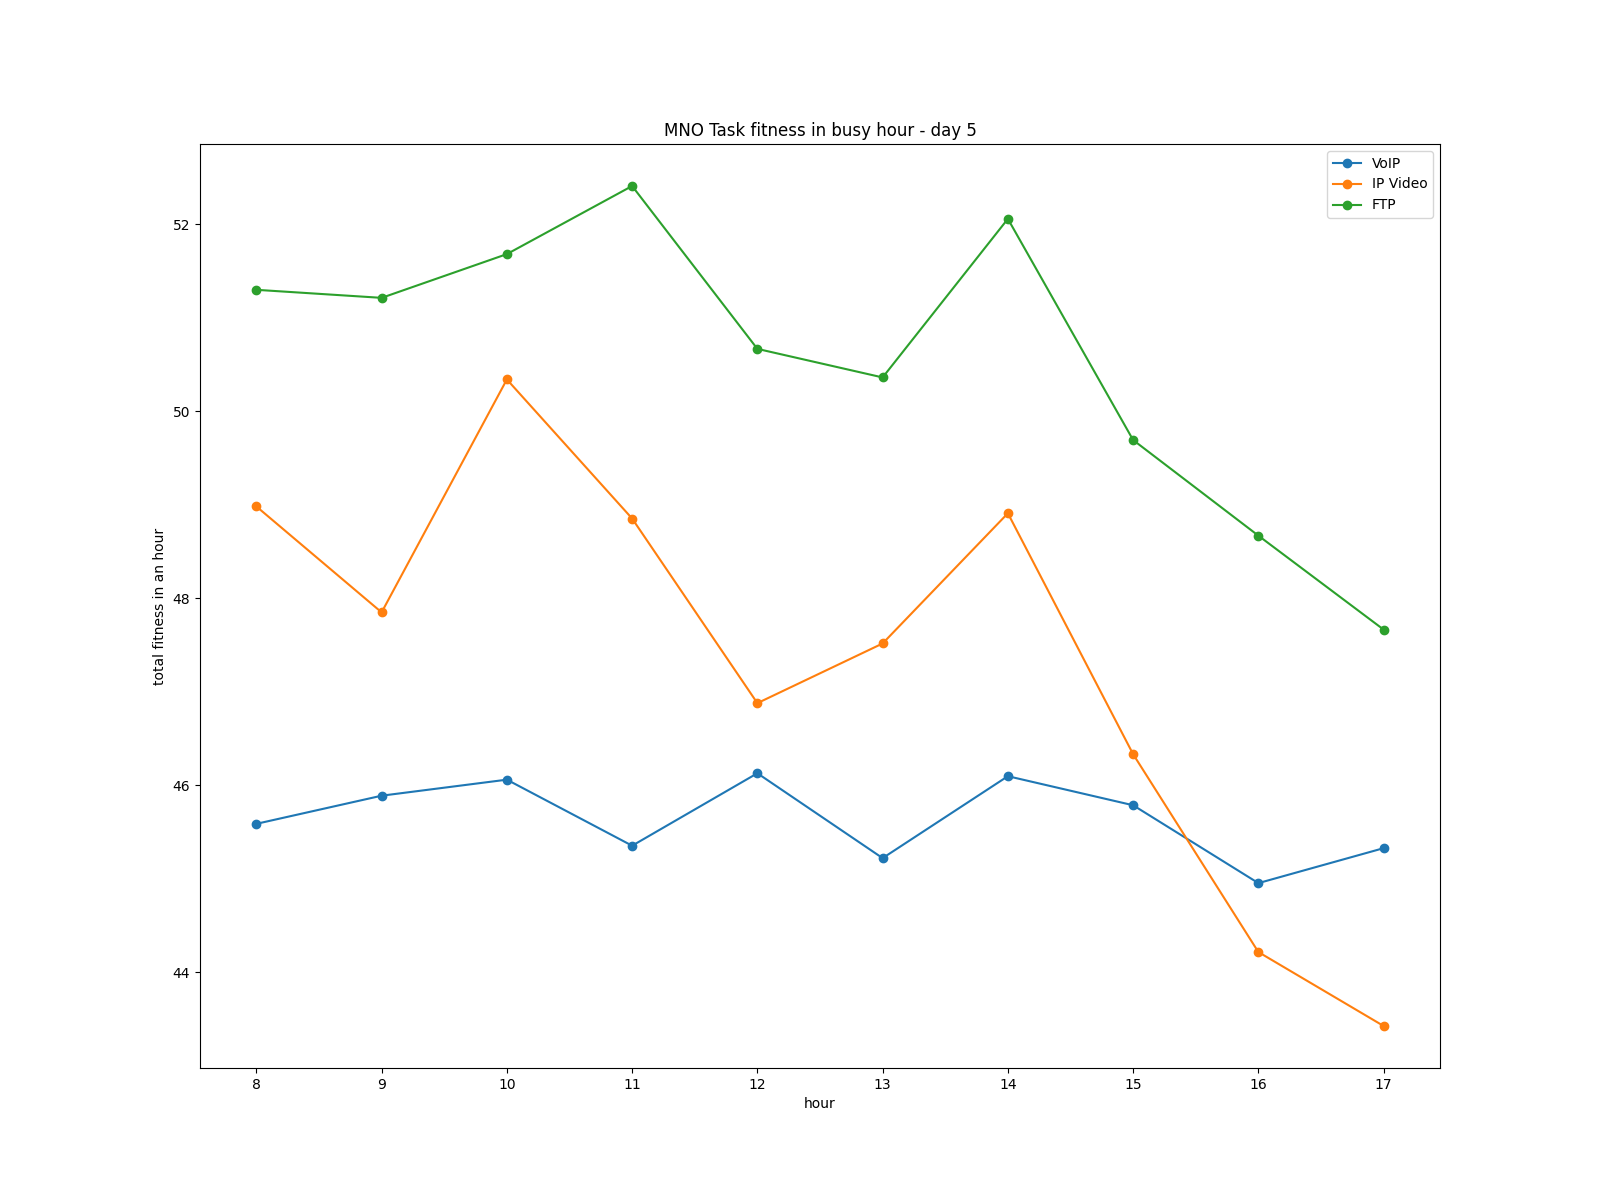 MNO Task fitness in busy hour - day 5
VoIP
IP Video
FTP
52
50
48
46
44
total fitness in an hour
8 9 10 11 12 13 14 15 16 17
hour